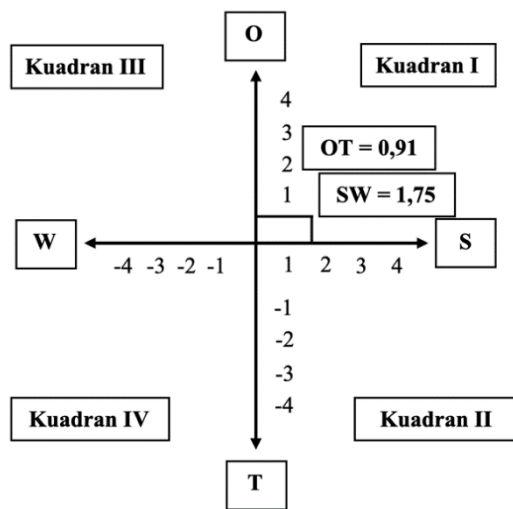 O
Kuadran III
Kuadran I
4
3
OT = 0,91
2
1
SW = 1,75
W
S
-4 -3 -2 -1
1 2 3 4
-1
-2
-3
-4
Kuadran IV
Kuadran II
T